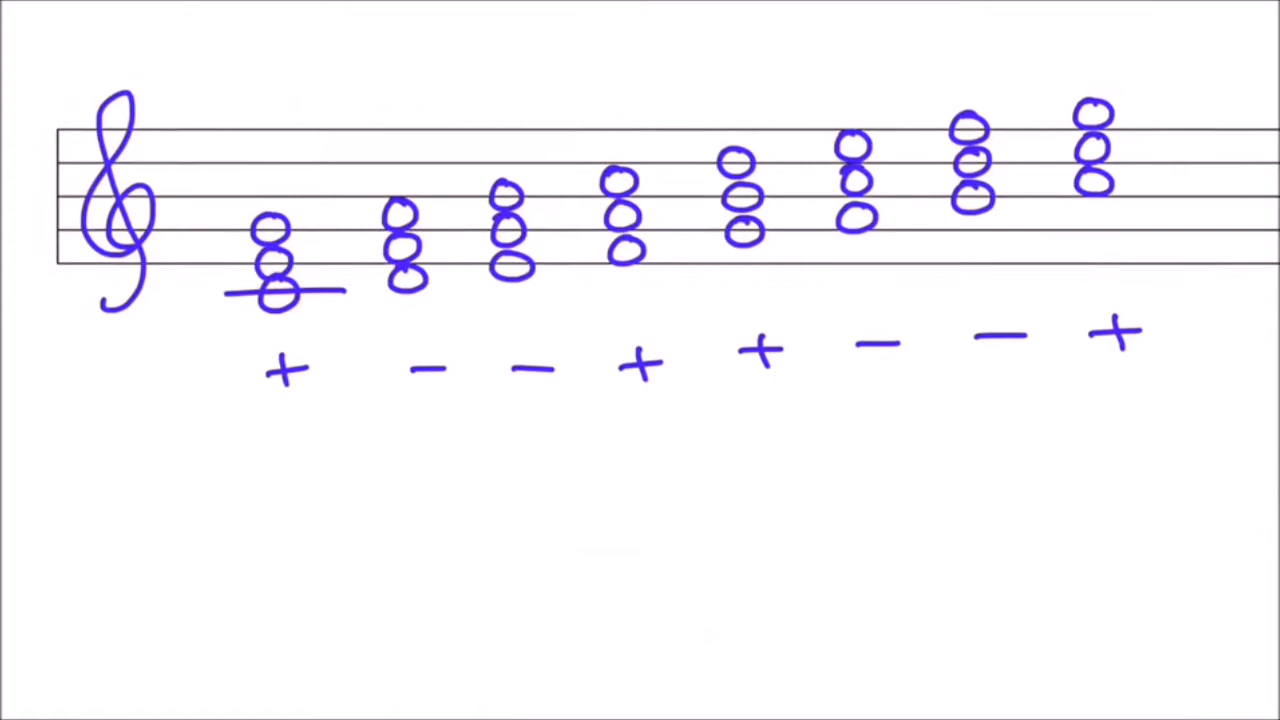 + − − + + − − +